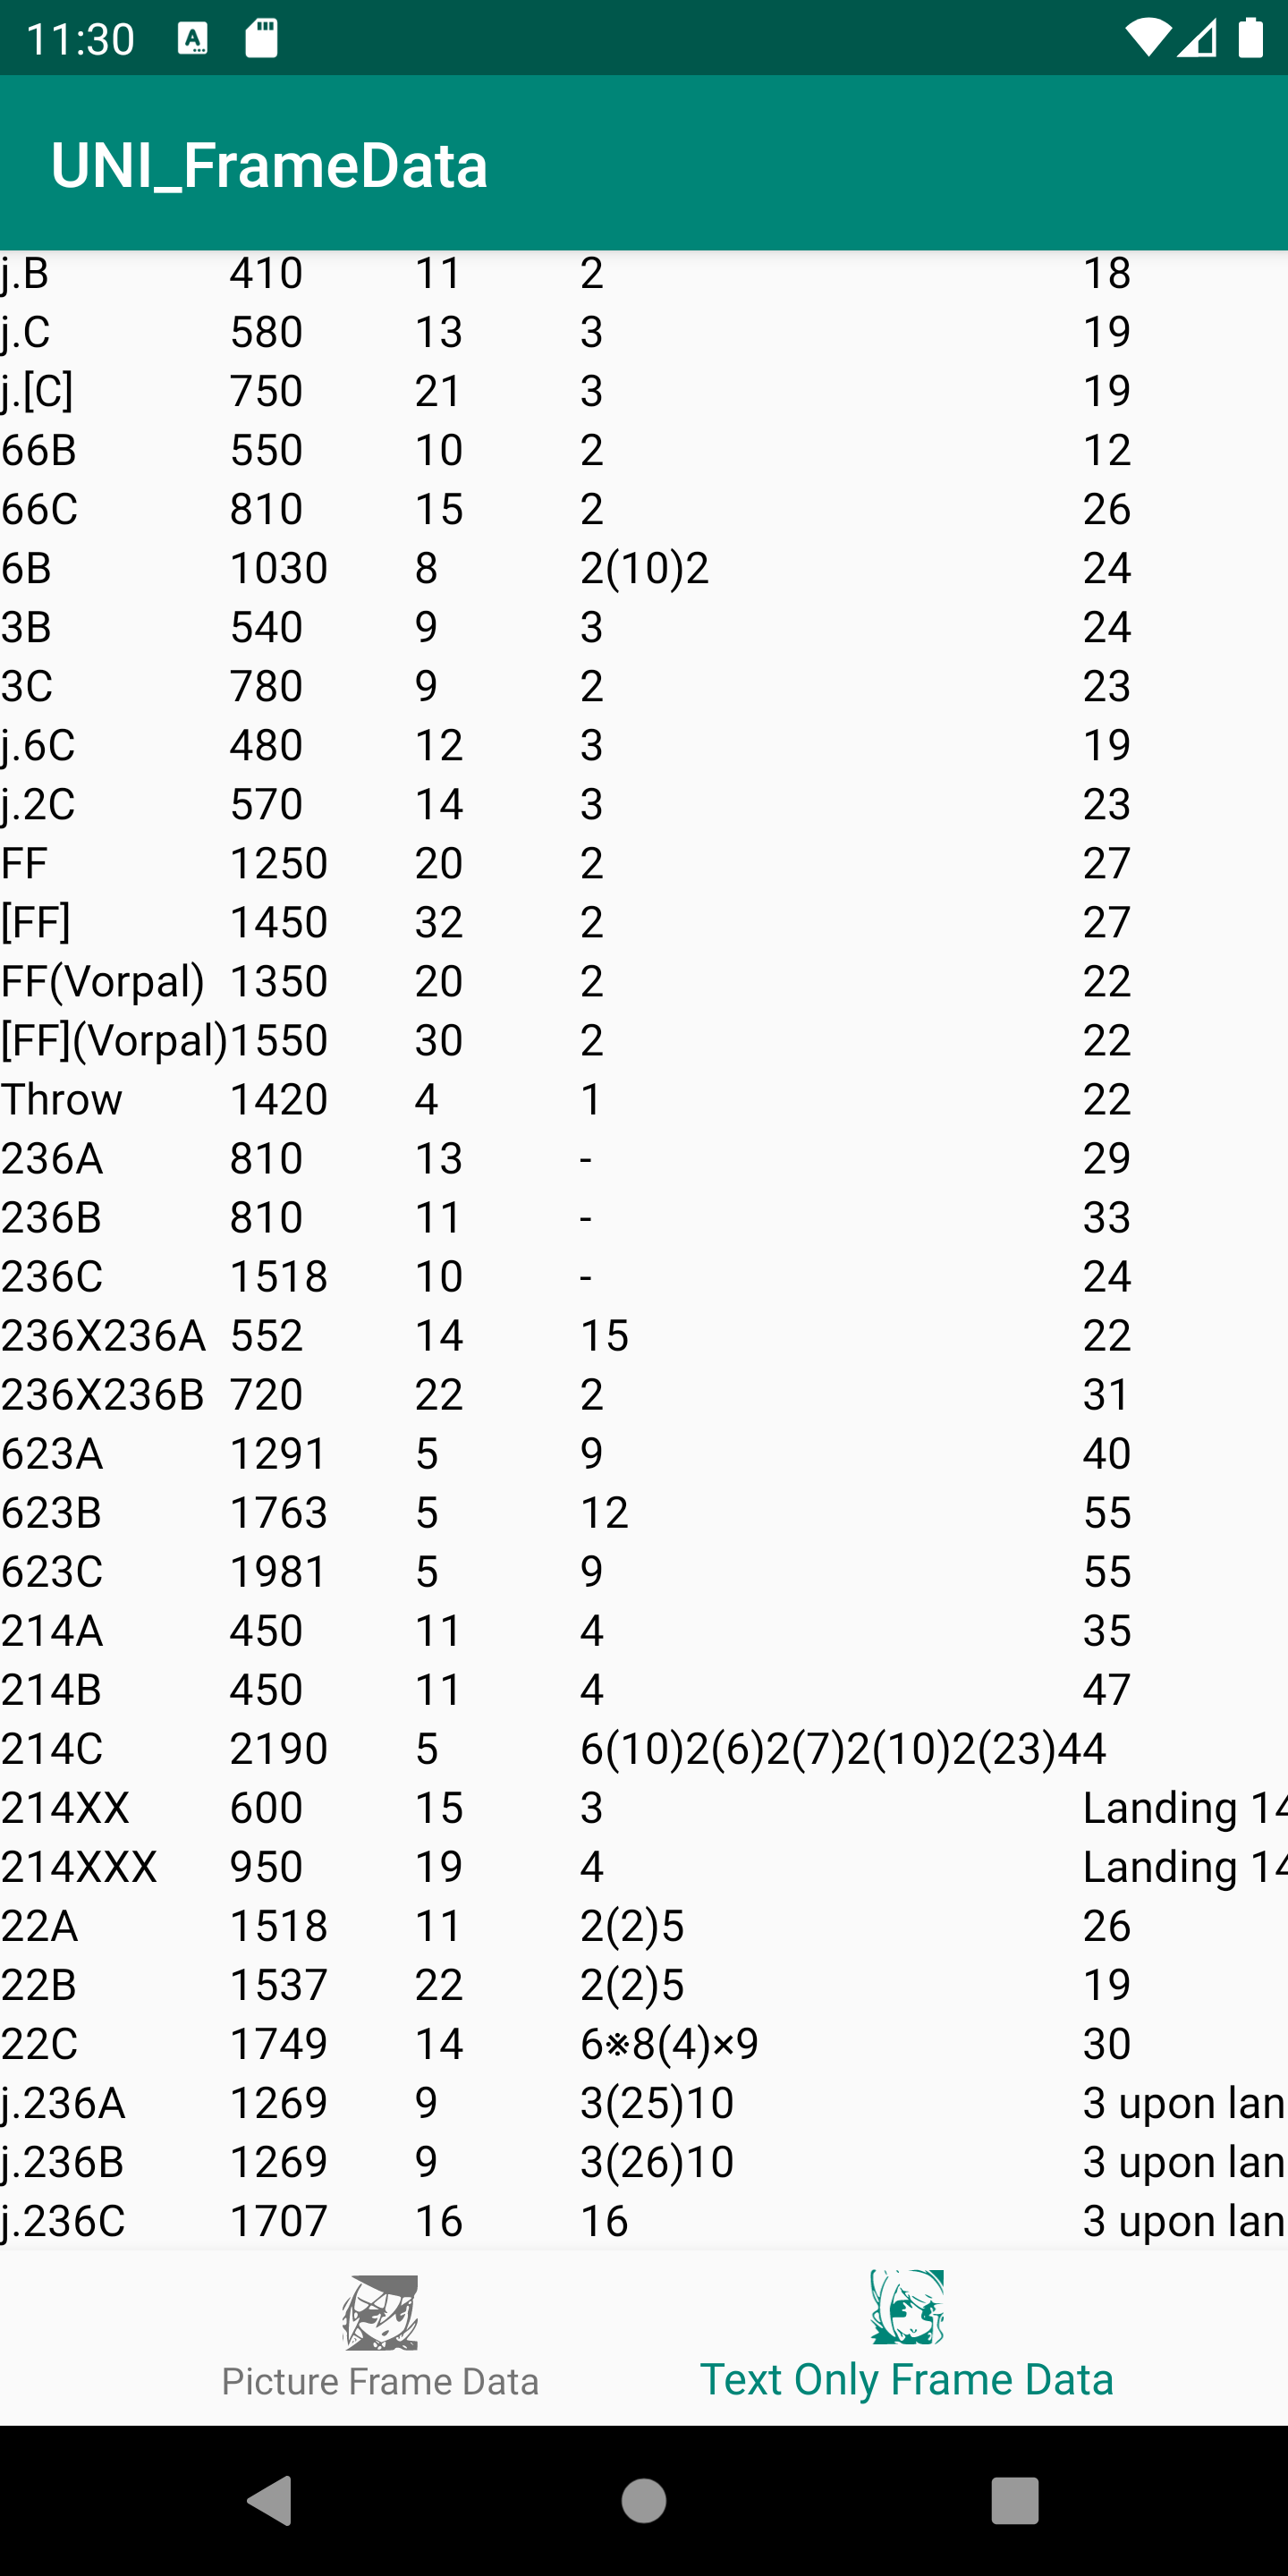 11:30
UNI_FrameData
j.B 410 11 2 18
j.C 580 13 3 19
j.[C] 750 21 3 19
66B 550 10 2 12
66C 810 15 2 26
6B 1030 8 2(10)2 24
3B 540 9 3 24
3C 780 9 2 23
j.6C 480 12 3 19
j.2C 570 14 3 23
FF 1250 20 2 27
[FF] 1450 32 2 27
FF(Vorpal) 1350 20 2 22
[FF](Vorpal) 1550 30 2 22
Throw 1420 4 1 22
236A 810 13 - 29
236B 810 11 - 33
236C 1518 10 - 24
236X236A 552 14 15 22
236X236B 720 22 2 31
623A 1291 5 9 40
623B 1763 5 12 55
623C 1981 5 9 55
214A 450 11 4 35
214B 450 11 4 47
214C 2190 5 6(10)2(6)2(7)2(10)2(23)44
214XX 600 15 3 Landing 14
214XXX 950 19 4 Landing 14
22A 1518 11 2(2)5 26
22B 1537 22 2(2)5 19
22C 1749 14 6※8(4)×9 30
j.236A 1269 9 3(25)10 3 upon lan
j.236B 1269 9 3(26)10 3 upon lan
j.236C 1707 16 16 3 upon lan
Picture Frame Data
Text Only Frame Data